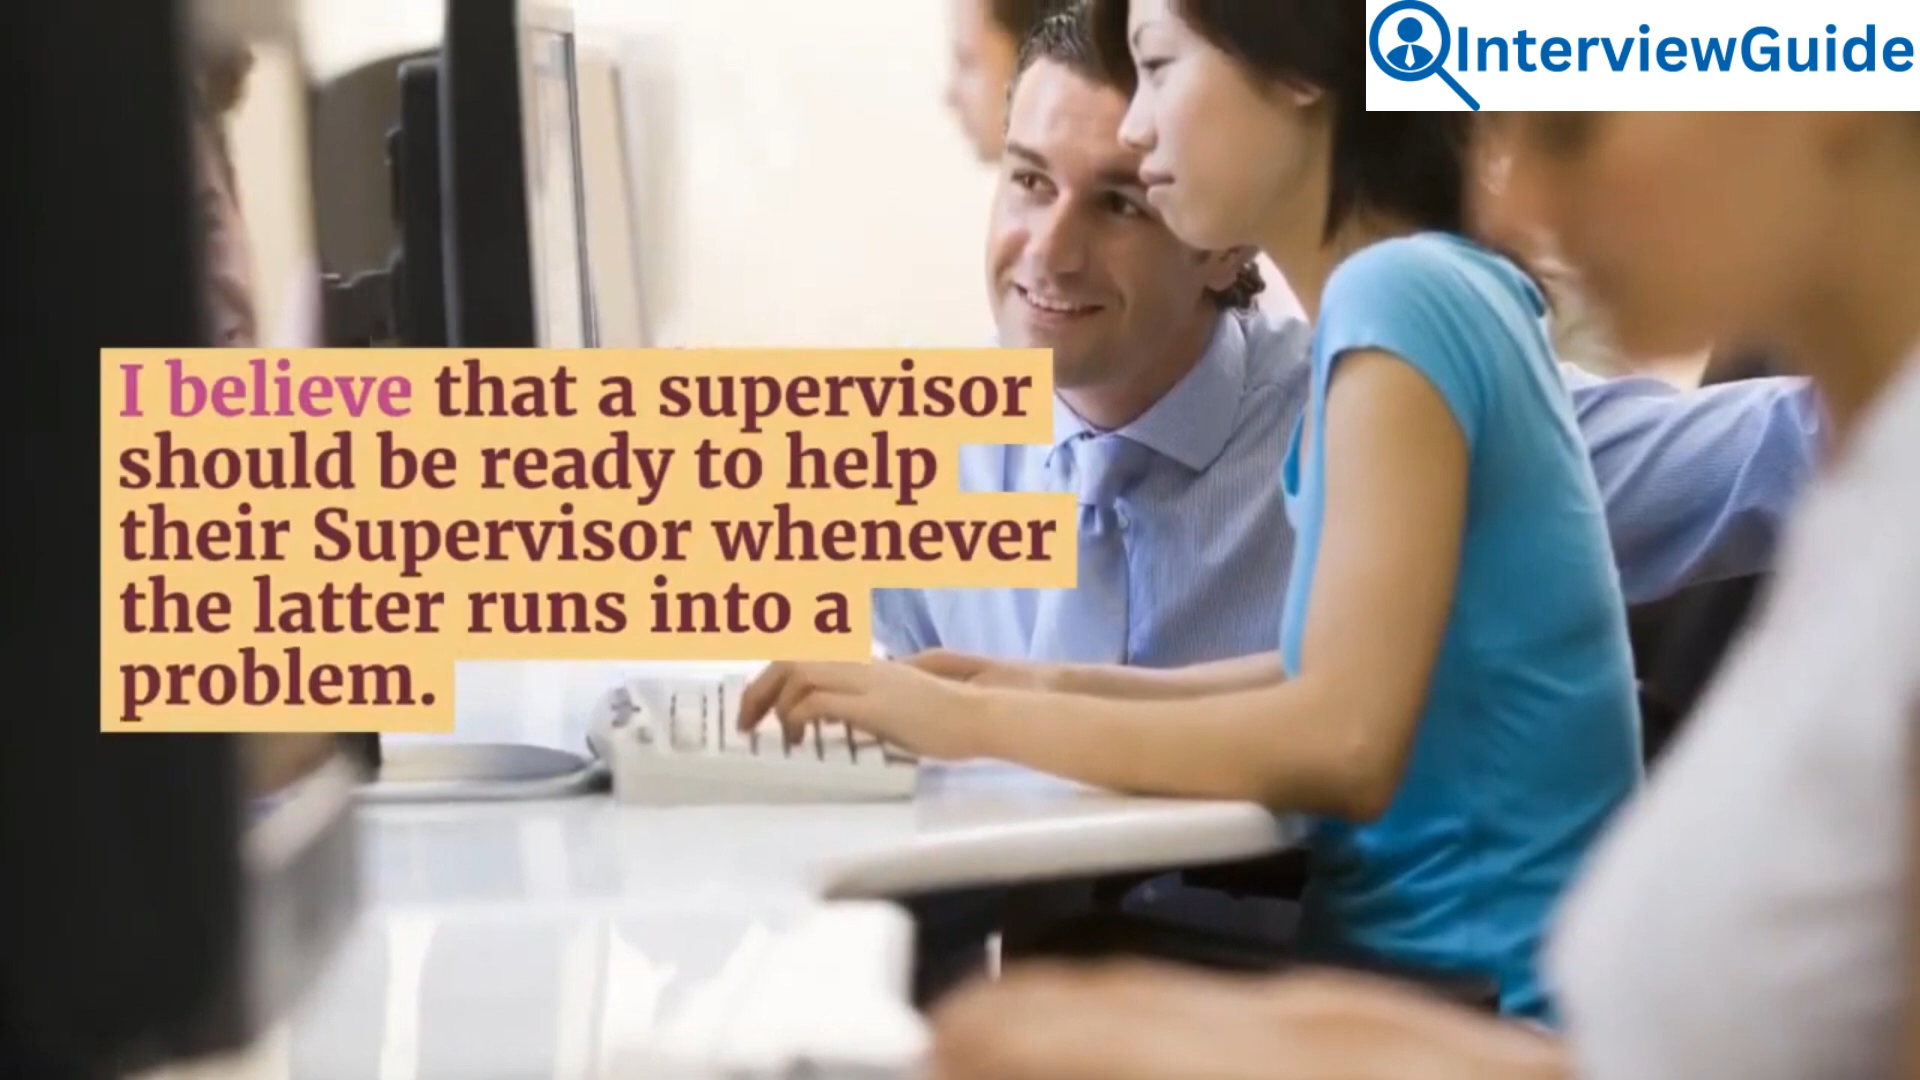 InterviewGuide
I believe that a supervisor
should be ready to help
their Supervisor whenever
the latter runs into a
problem.